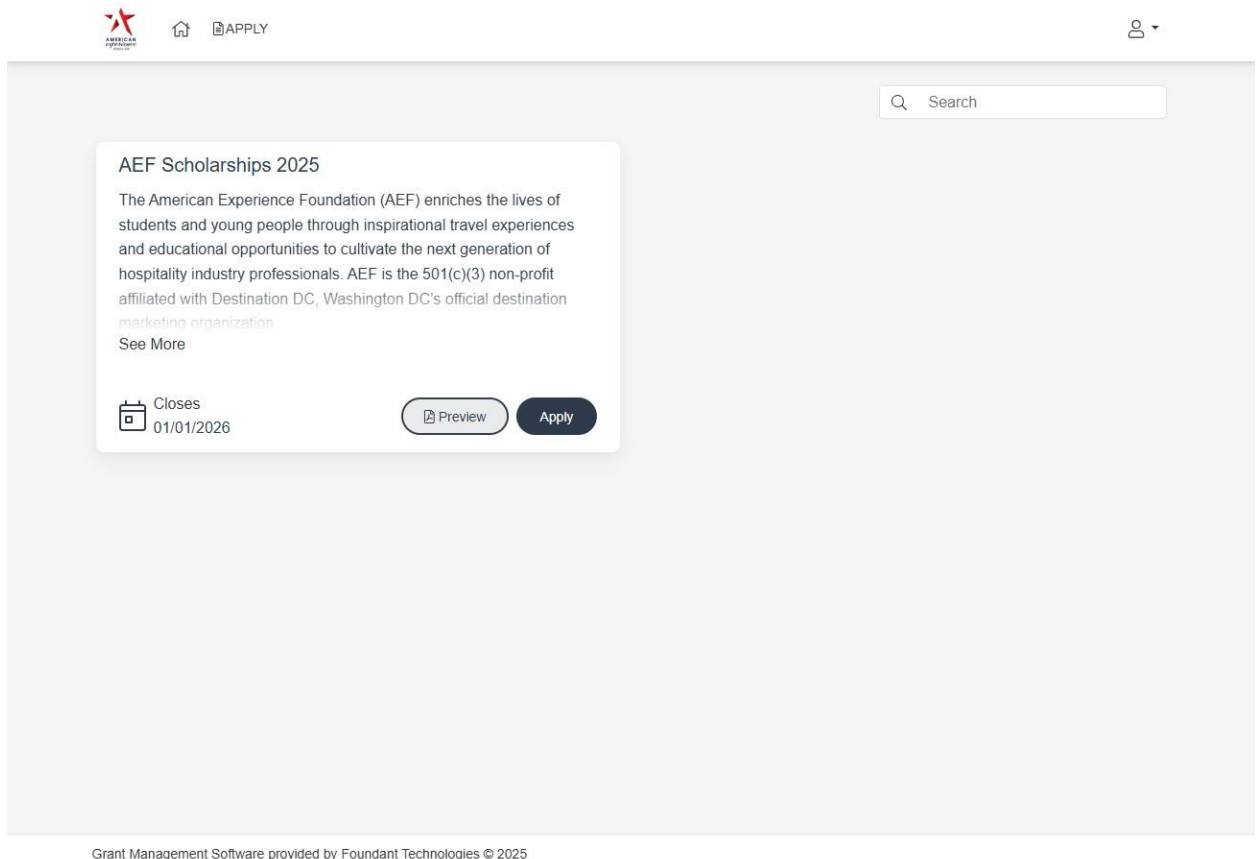 AMERICAN
experience
APPLY
Search
AEF Scholarships 2025
The American Experience Foundation (AEF) enriches the lives of
students and young people through inspirational travel experiences
and educational opportunities to cultivate the next generation of
hospitality industry professionals. AEF is the 501(c)(3) non-profit
affiliated with Destination DC, Washington DC's official destination
marketing organization
See More
Closes
01/01/2026
Preview
Apply
Grant Management Software provided by Foundant Technologies © 2025